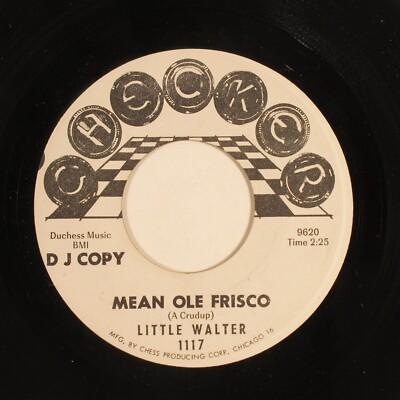 CHECKER
Duchess Music
BMI
D J COPY
9620
Time 2:25
MEAN OLE FRISCO
(A Crudup)
LITTLE WALTER
1117
MFG. BY CHESS PRODUCING CORP. CHICAGO 16